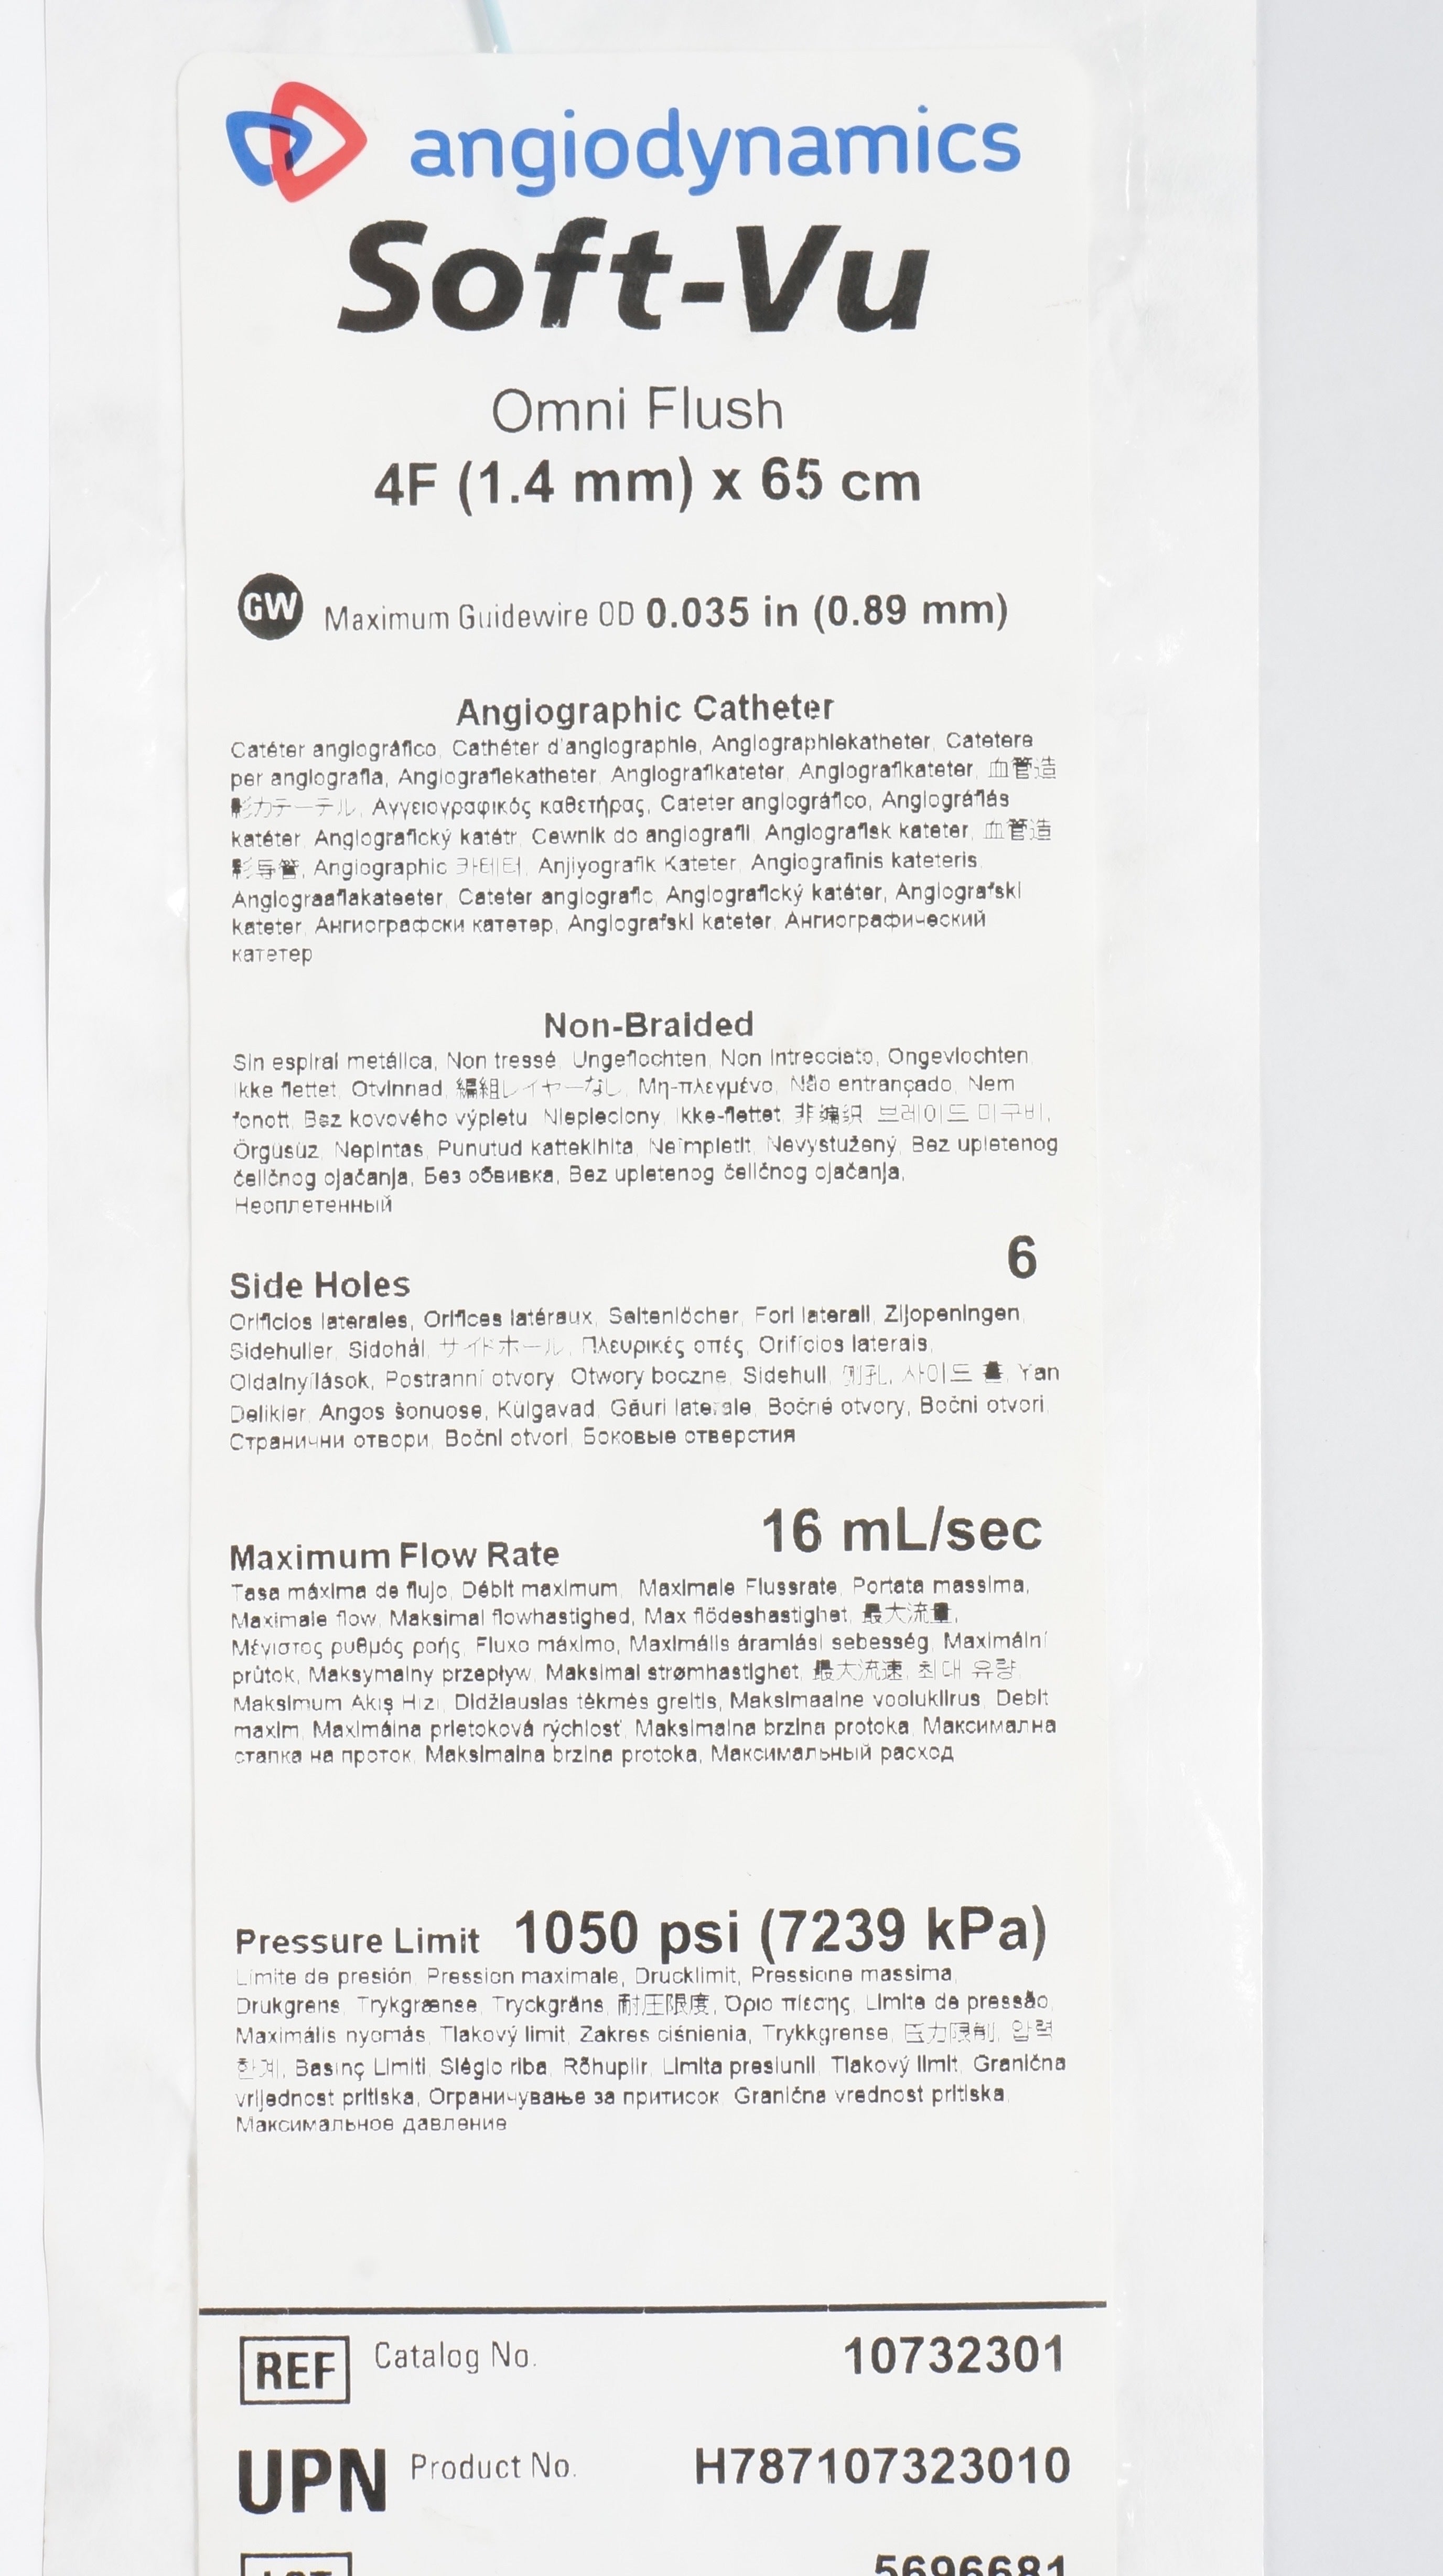 angiodynamics
Soft-Vu
Omni Flush
4F (1.4 mm) x 65 cm
GW Maximum Guidewire OD 0.035 in (0.89 mm)
Angiographic Catheter
Catéter angiográfico, Cathéter d'angiographie, Angiographiekatheter, Catetere
per angiografia, Angiografiekatheter, Angiografikateter, Angiografikateter, 血管造
影カテーテル, Αγγειογραφικός καθετήρας, Cateter angiográfico, Angiográfiás
katéter, Angiografický katétr, Cewnik do angiografii, Angiografisk kateter, 血管造
影导管, Angiographic 카테터, Anjiyografik Kateter, Angiografinis kateteris,
Angiograafiakateeter, Cateter angiografic, Angiografický katéter, Angiografski
kateter, Ангиографски катетер, Angiografski kateter, Ангиографический
катетер
Non-Braided
Sin espiral metálica, Non tressé, Ungeflochten, Non intrecciato, Ongevlochten,
Ikke flettet, Otvinnad, 編組レイヤーなし, Μη-πλεγμένο, Não entrançado, Nem
fonott, Bez kovového výpletu, Niepleciony, Ikke-flettet, 非编织, 브레이드 미구비,
Örgüsüz, Nepintas, Punutud kattekihita, Neîmpletit, Nevystužený, Bez upletenog
čeličnog ojačanja, Без обвивка, Bez upletenog čeličnog ojačanja,
Неоплетенный
6
Side Holes
Orificios laterales, Orifices latéraux, Seitenlöcher, Fori laterali, Zijopeningen,
Sidehuller, Sidohål, サイドホール, Πλευρικές οπές, Orifícios laterais,
Oldalnyílások, Postranní otvory, Otwory boczne, Sidehull, 侧孔, 사이드 홀, Yan
Delikler, Angos šonuose, Külgavad, Găuri laterale, Bočné otvory, Bočni otvori,
Странични отвори, Bočni otvori, Боковые отверстия
16 mL/sec
Maximum Flow Rate
Tasa máxima de flujo, Débit maximum, Maximale Flussrate, Portata massima,
Maximale flow, Maksimal flowhastighed, Max flödeshastighet, 最大流量,
Μέγιστος ρυθμός ροής, Fluxo máximo, Maximális áramlási sebesség, Maximální
průtok, Maksymalny przepływ, Maksimal strømhastighet, 最大流速, 최대 유량,
Maksimum Akış Hızı, Didžiausias tėkmės greitis, Maksimaalne voolukiirus, Debit
maxim, Maximálna prietoková rýchlosť, Maksimalna brzina protoka, Максимална
стапка на проток, Maksimalna brzina protoka, Максимальный расход
Pressure Limit 1050 psi (7239 kPa)
Límite de presión, Pression maximale, Drucklimit, Pressione massima,
Drukgrens, Trykgrænse, Tryckgräns, 耐圧限度, Όριο πίεσης, Limite de pressão,
Maximális nyomás, Tlakový limit, Zakres ciśnienia, Trykkgrense, 压力限制, 압력
한계, Basınç Limiti, Slėgio riba, Rõhupiir, Limita presiunii, Tlakový limit, Granična
vrijednost pritiska, Ограничување за притисок, Granična vrednost pritiska,
Максимальное давление
REF Catalog No. 10732301
UPN Product No. H787107323010
LOT 5696681